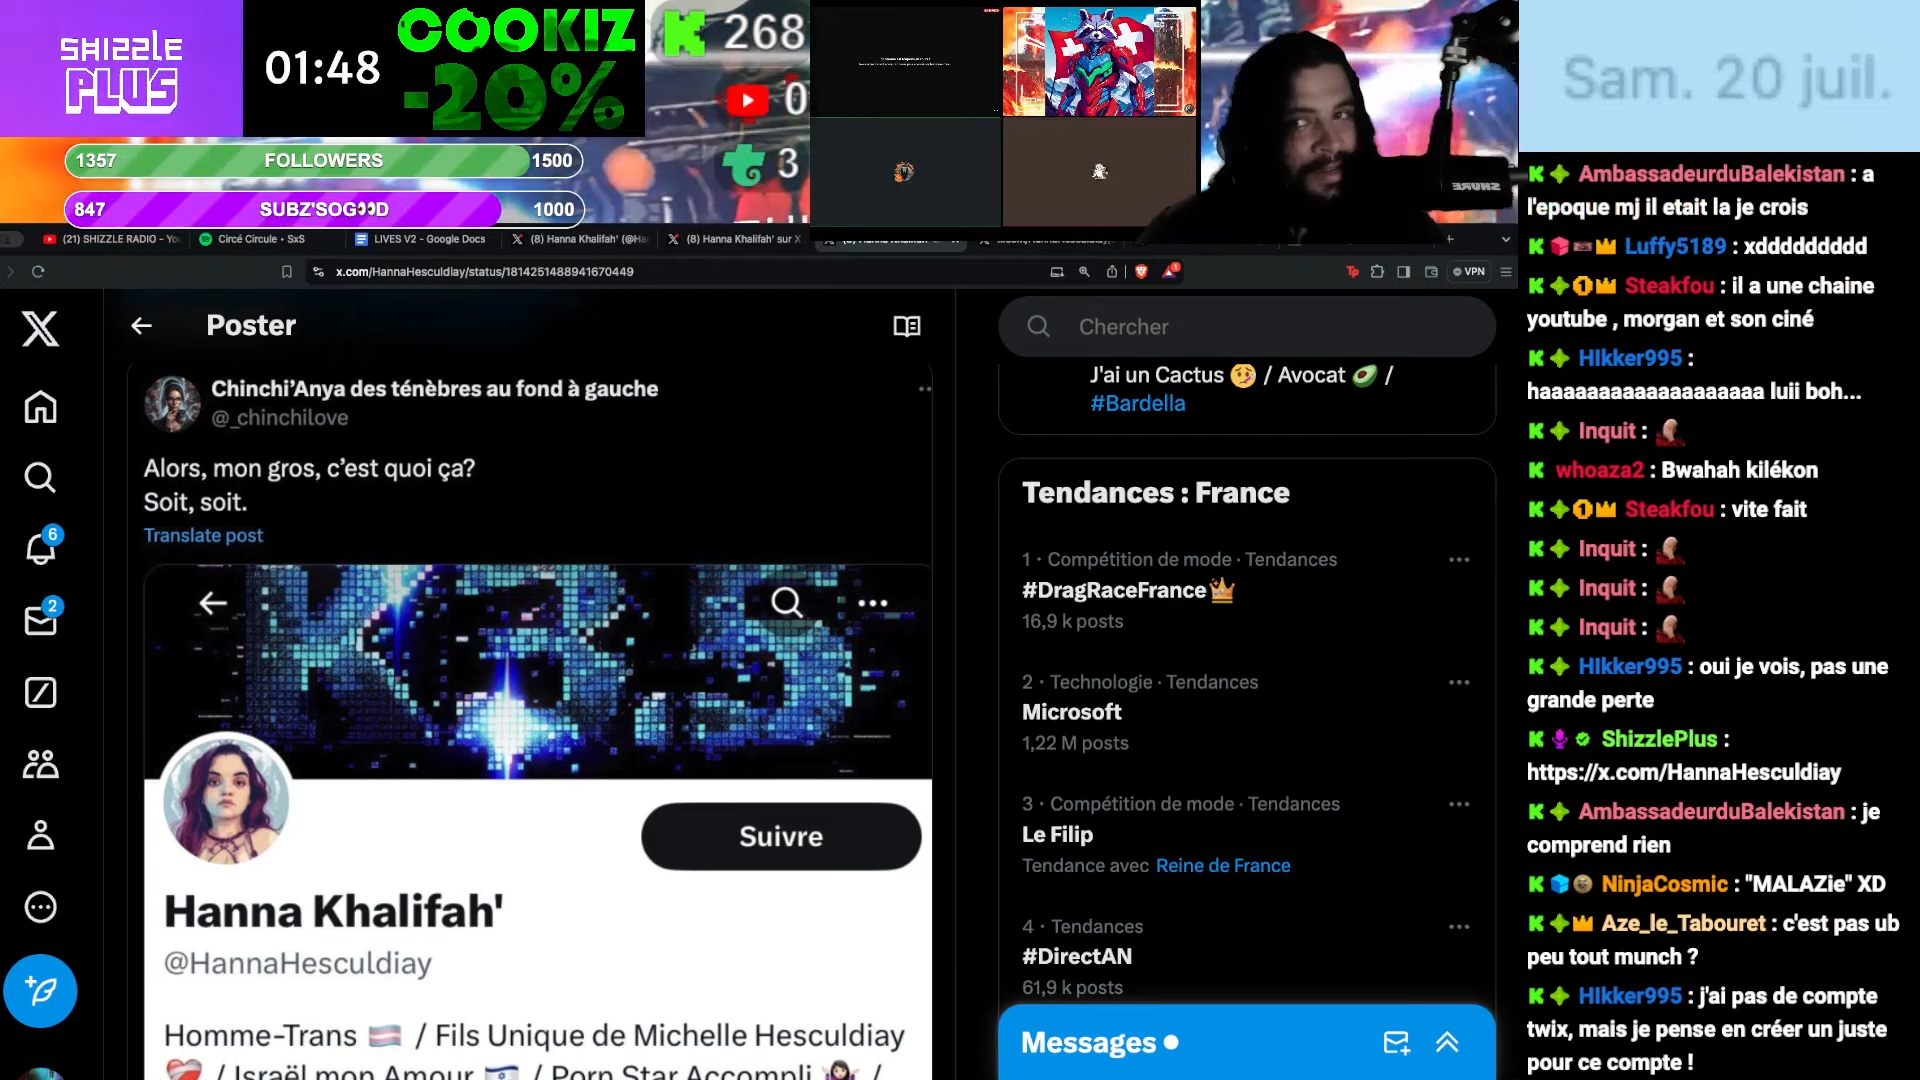 SHIZZLE
PLUS
01:48
COOKIZ
-20%
268
0
3
1357 FOLLOWERS 1500
847 SUBZ'SOG👀D 1000
Sam. 20 juil.
(21) SHIZZLE RADIO - Yo
Circé Circule • SxS
LIVES V2 - Google Docs
(8) Hanna Khalifah' (@Ha
(8) Hanna Khalifah' sur X
x.com/HannaHesculdiay/status/1814251488941670449
VPN
SHURE
Poster
Chinchi’Anya des ténèbres au fond à gauche
@_chinchilove
Alors, mon gros, c’est quoi ça?
Soit, soit.
Translate post
Suivre
Hanna Khalifah'
@HannaHesculdiay
Homme-Trans 🏳️‍⚧️ / Fils Unique de Michelle Hesculdiay
❤️‍🩹 / Israël mon Amour 🇮🇱 / Porn Star Accompli 🤷🏻‍♀️ /
6
2
Chercher
J'ai un Cactus 🤒 / Avocat 🥑 /
#Bardella
Tendances : France
1 · Compétition de mode · Tendances
#DragRaceFrance👑
16,9 k posts
2 · Technologie · Tendances
Microsoft
1,22 M posts
3 · Compétition de mode · Tendances
Le Filip
Tendance avec Reine de France
4 · Tendances
#DirectAN
61,9 k posts
Messages
AmbassadeurduBalekistan : a
l'epoque mj il etait la je crois
Luffy5189 : xddddddddd
Steakfou : il a une chaine
youtube , morgan et son ciné
HIkker995 :
haaaaaaaaaaaaaaaaaaa luii boh...
Inquit :
whoaza2 : Bwahah kilékon
Steakfou : vite fait
Inquit :
Inquit :
Inquit :
HIkker995 : oui je vois, pas une
grande perte
ShizzlePlus :
https://x.com/HannaHesculdiay
AmbassadeurduBalekistan : je
comprend rien
NinjaCosmic : "MALAZie" XD
Aze_le_Tabouret : c'est pas ub
peu tout munch ?
HIkker995 : j'ai pas de compte
twix, mais je pense en créer un juste
pour ce compte !